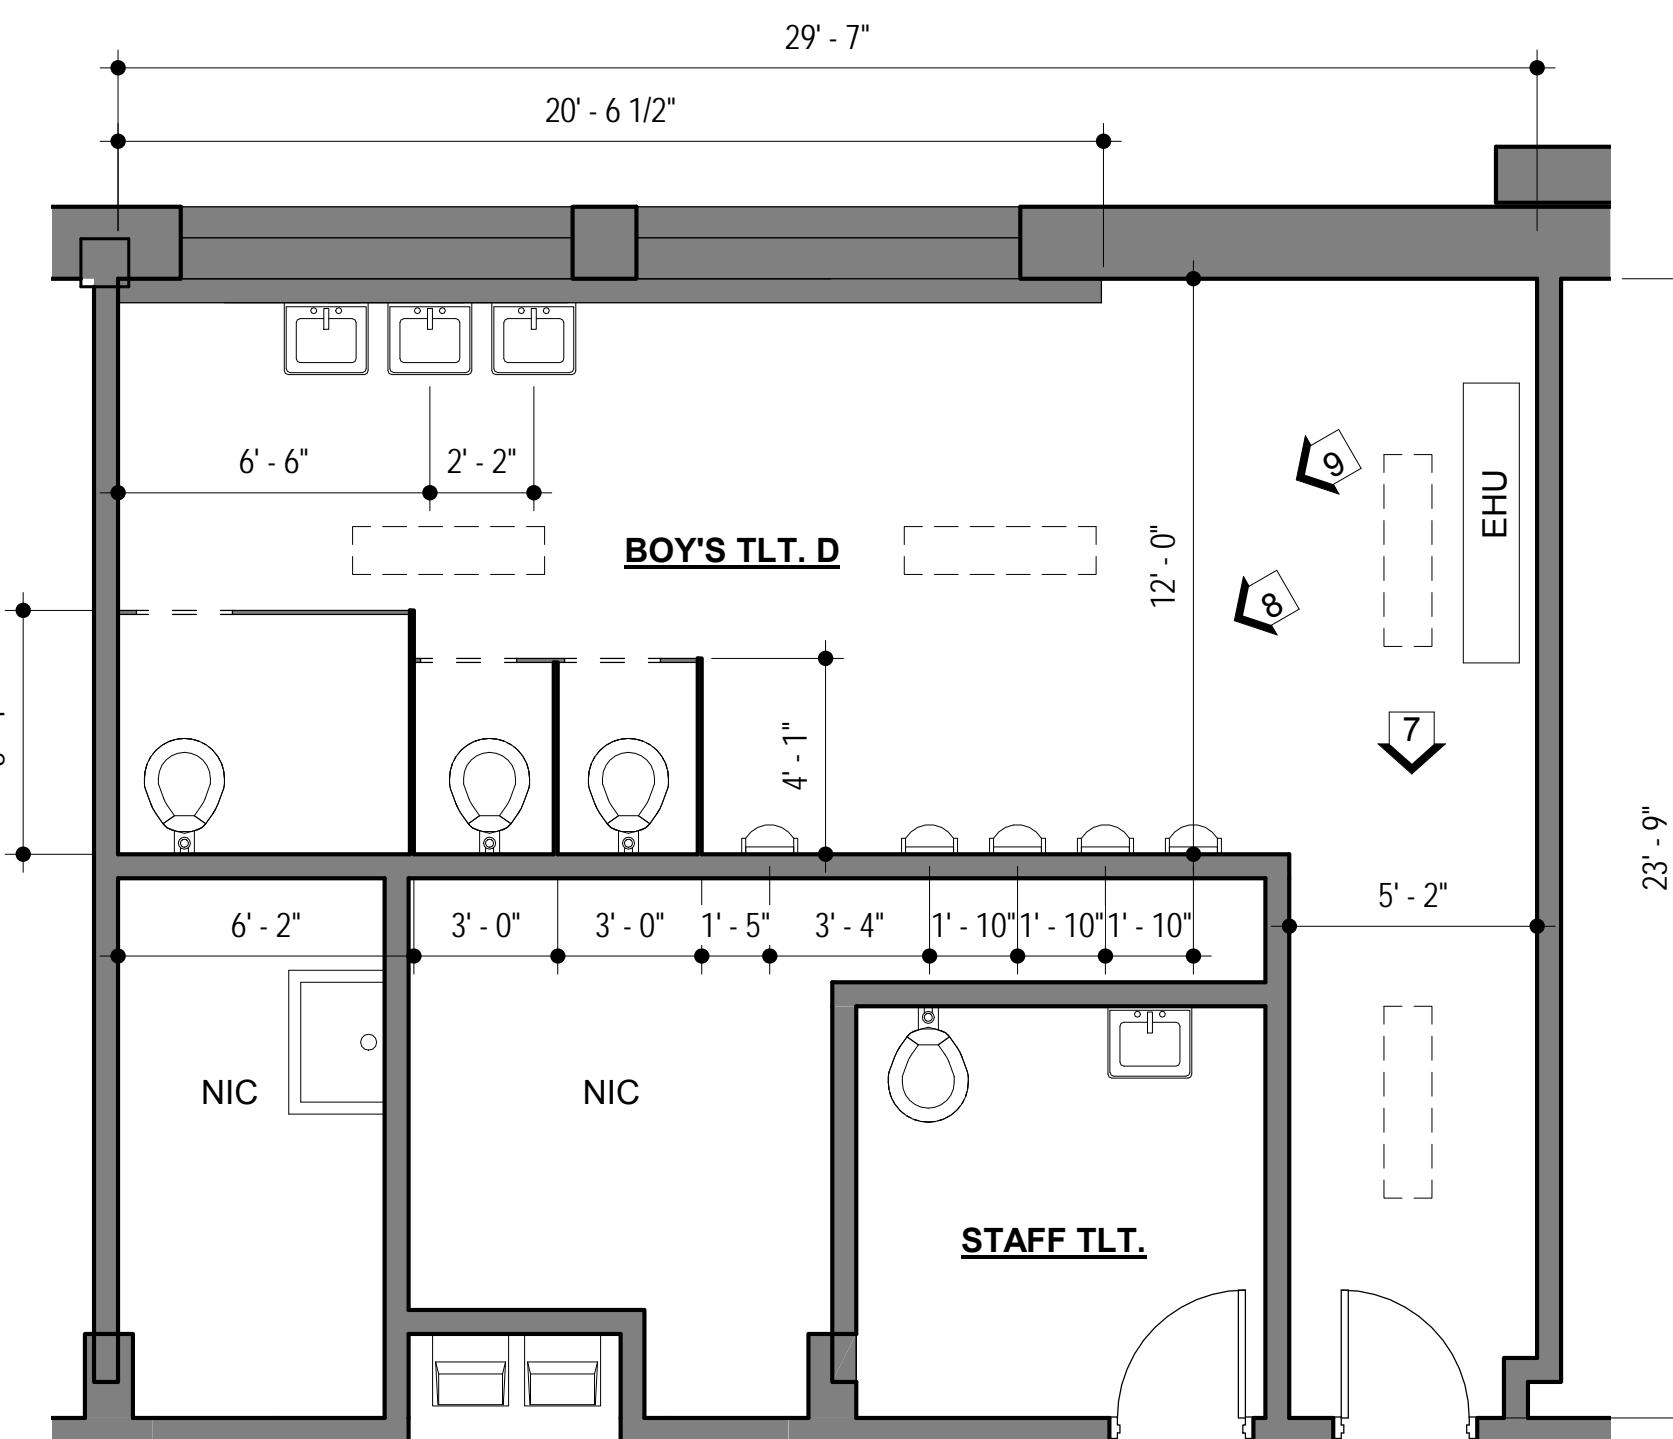 29' - 7"
20' - 6 1/2"
6' - 6"
2' - 2"
BOY'S TLT. D
12' - 0"
9
8
EHU
7
4' - 1"
23' - 9"
6' - 2"
3' - 0"
3' - 0"
1' - 5"
3' - 4"
1' - 10"
1' - 10"
1' - 10"
5' - 2"
NIC
NIC
STAFF TLT.